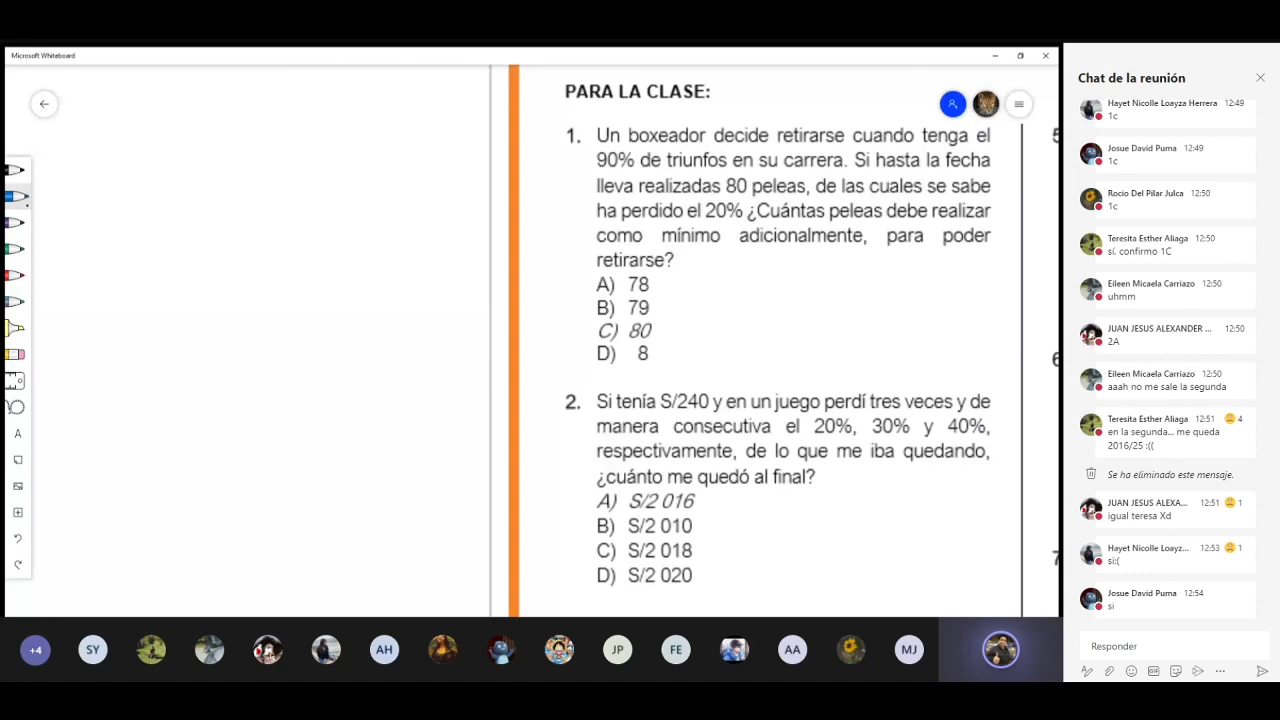 Microsoft Whiteboard
PARA LA CLASE:
1. Un boxeador decide retirarse cuando tenga el
90% de triunfos en su carrera. Si hasta la fecha
lleva realizadas 80 peleas, de las cuales se sabe
ha perdido el 20% ¿Cuántas peleas debe realizar
como mínimo adicionalmente, para poder
retirarse?
A) 78
B) 79
C) 80
D) 8
2. Si tenía S/240 y en un juego perdí tres veces y de
manera consecutiva el 20%, 30% y 40%,
respectivamente, de lo que me iba quedando,
¿cuánto me quedó al final?
A) S/2 016
B) S/2 010
C) S/2 018
D) S/2 020
5
6
7
A
+4
SY
AH
JP
FE
AA
MJ
Chat de la reunión
Hayet Nicolle Loayza Herrera 12:49
1c
Josue David Puma 12:49
1c
Rocio Del Pilar Julca 12:50
1c
Teresita Esther Aliaga 12:50
sí. confirmo 1C
Eileen Micaela Carriazo 12:50
uhmm
JUAN JESUS ALEXANDER ... 12:50
2A
Eileen Micaela Carriazo 12:50
aaah no me sale la segunda
Teresita Esther Aliaga 12:51 4
en la segunda... me queda
2016/25 :((
Se ha eliminado este mensaje.
JUAN JESUS ALEXA... 12:51 1
igual teresa Xd
Hayet Nicolle Loayz... 12:53 1
si:(
Josue David Puma 12:54
si
Responder
GIF